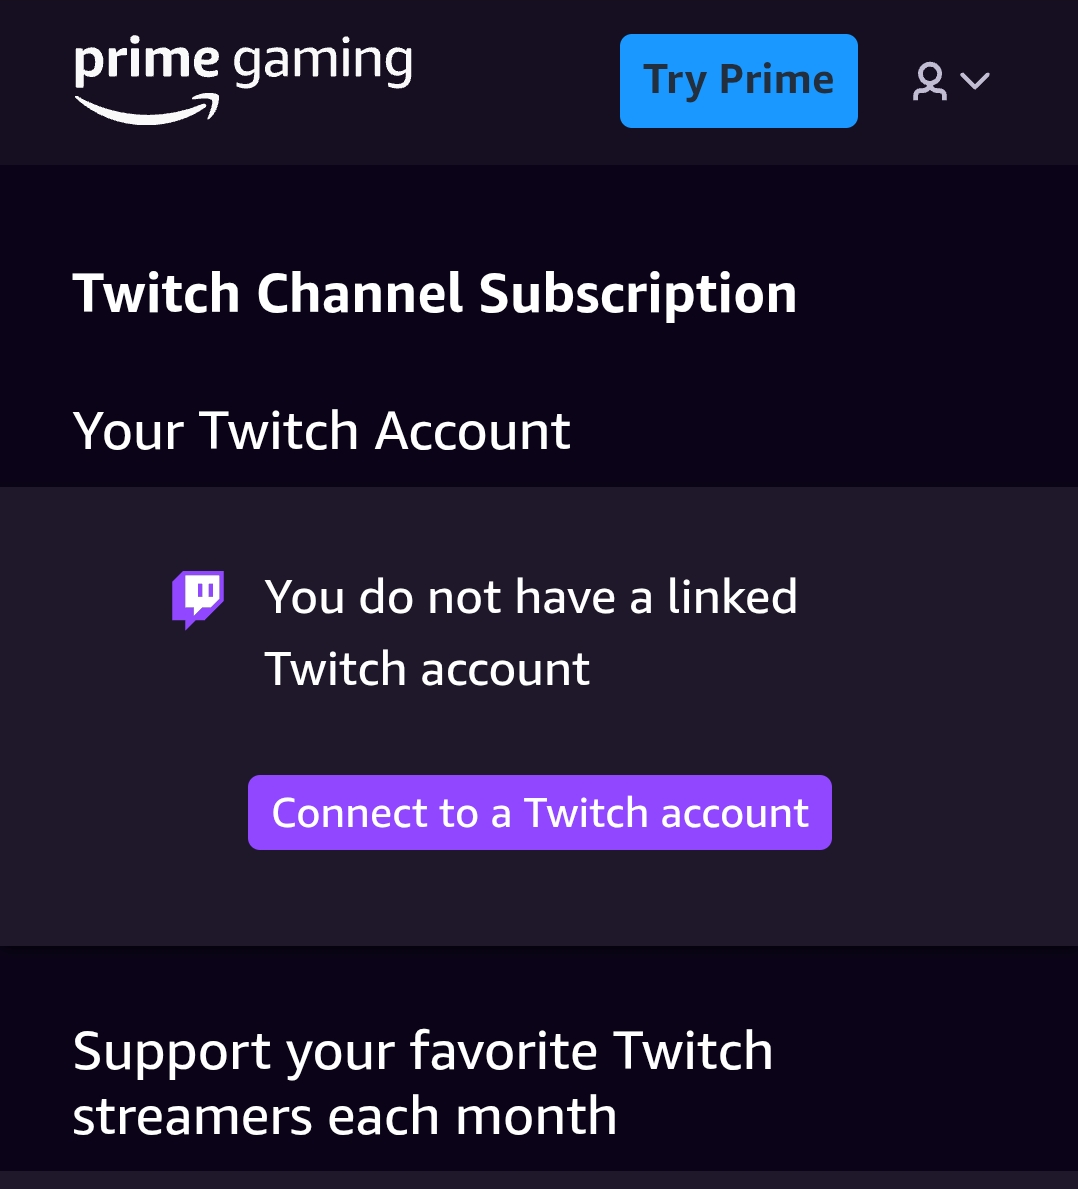 prime gaming
Try Prime
Twitch Channel Subscription
Your Twitch Account
You do not have a linked
Twitch account
Connect to a Twitch account
Support your favorite Twitch
streamers each month